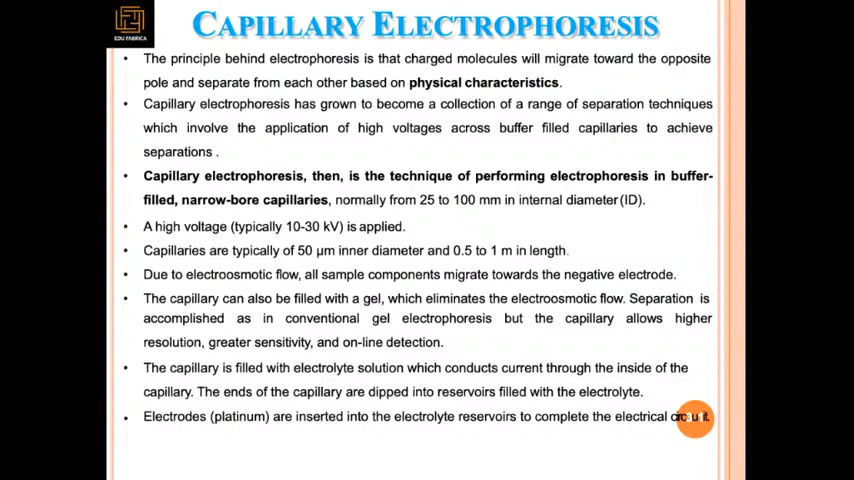 EDU FABRICA
CAPILLARY ELECTROPHORESIS
• The principle behind electrophoresis is that charged molecules will migrate toward the opposite
pole and separate from each other based on physical characteristics.
• Capillary electrophoresis has grown to become a collection of a range of separation techniques
which involve the application of high voltages across buffer filled capillaries to achieve
separations .
• Capillary electrophoresis, then, is the technique of performing electrophoresis in buffer-
filled, narrow-bore capillaries, normally from 25 to 100 mm in internal diameter (ID).
• A high voltage (typically 10-30 kV) is applied.
• Capillaries are typically of 50 µm inner diameter and 0.5 to 1 m in length.
• Due to electroosmotic flow, all sample components migrate towards the negative electrode.
• The capillary can also be filled with a gel, which eliminates the electroosmotic flow. Separation is
accomplished as in conventional gel electrophoresis but the capillary allows higher
resolution, greater sensitivity, and on-line detection.
• The capillary is filled with electrolyte solution which conducts current through the inside of the
capillary. The ends of the capillary are dipped into reservoirs filled with the electrolyte.
• Electrodes (platinum) are inserted into the electrolyte reservoirs to complete the electrical circuit.